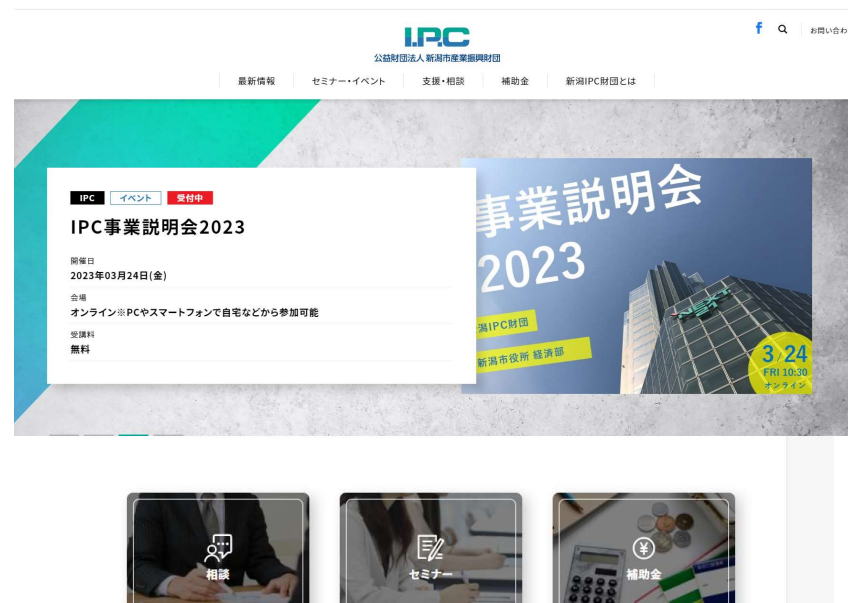 I.P.C
公益財団法人 新潟市産業振興財団
f
お問い合わ
最新情報
セミナー・イベント
支援・相談
補助金
新潟IPC財団とは
IPC
イベント
受付中
IPC事業説明会2023
開催日
2023年03月24日(金)
会場
オンライン※PCやスマートフォンで自宅などから参加可能
受講料
無料
事業説明会
2023
潟IPC財団
新潟市役所 経済部
NEXT
21
3/24
FRI 10:30
オンライン
相談
セミナー
補助金